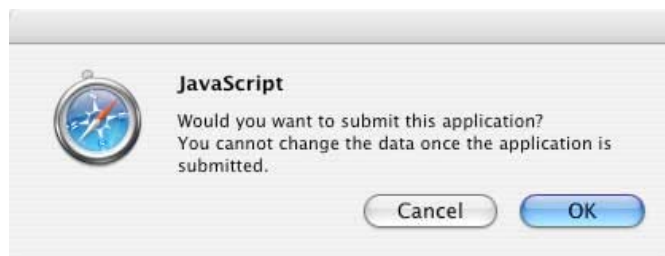 JavaScript
Would you want to submit this application?
You cannot change the data once the application is
submitted.
Cancel
OK